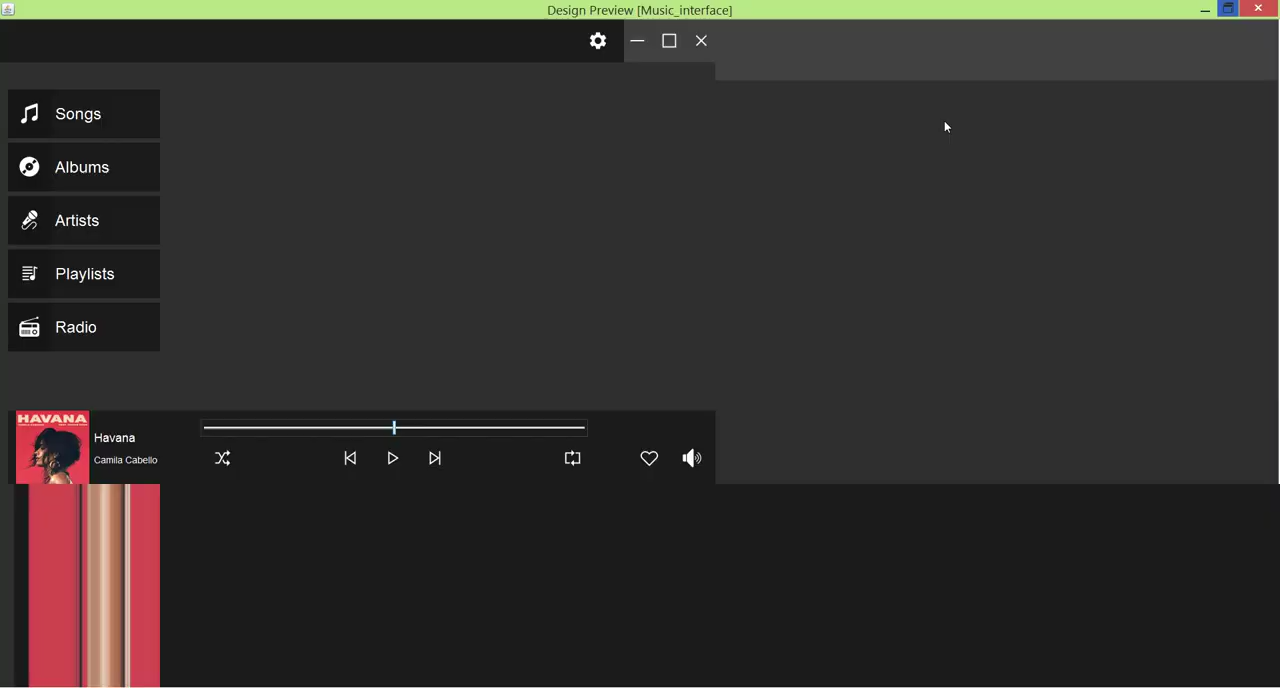 Design Preview [Music_interface]
Songs
Albums
Artists
Playlists
Radio
HAVANA
Havana
Camila Cabello